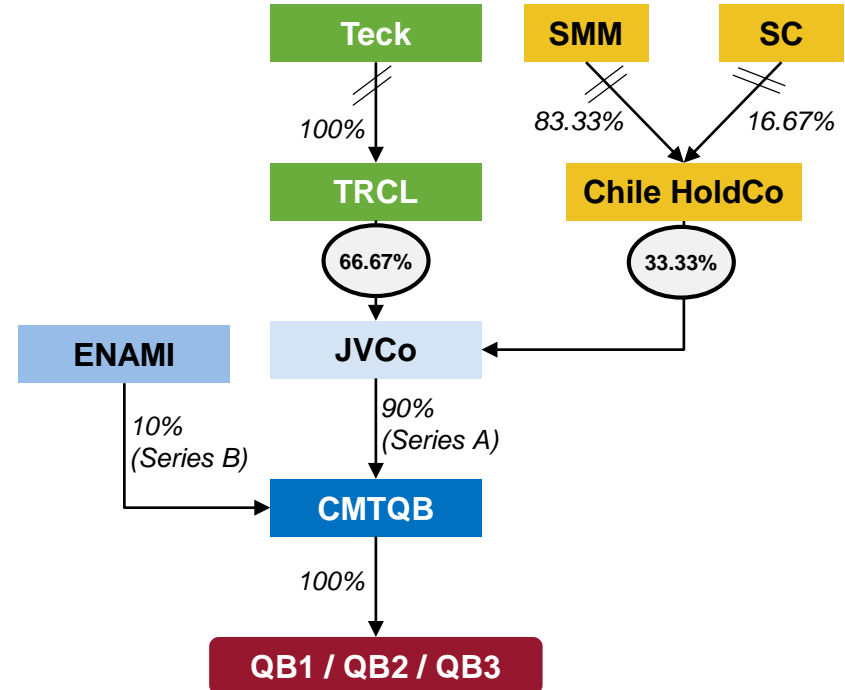 Teck
SMM
SC
100%
83.33%
16.67%
TRCL
Chile HoldCo
66.67%
33.33%
ENAMI
JVCo
10%
(Series B)
90%
(Series A)
CMTQB
100%
QB1 / QB2 / QB3